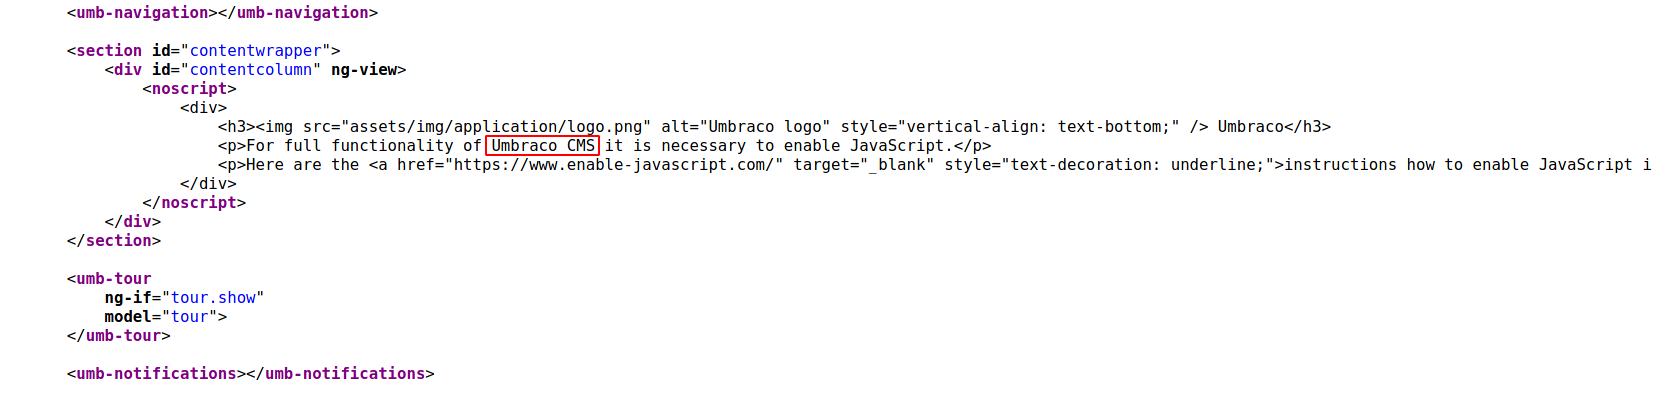 <umb-navigation></umb-navigation>
<section id="contentwrapper">
<div id="contentcolumn" ng-view>
<noscript>
<div>
<h3><img src="assets/img/application/logo.png" alt="Umbraco logo" style="vertical-align: text-bottom;" /> Umbraco</h3>
<p>For full functionality of Umbraco CMS it is necessary to enable JavaScript.</p>
<p>Here are the <a href="https://www.enable-javascript.com/" target="_blank" style="text-decoration: underline;">instructions how to enable JavaScript i
</div>
</noscript>
</div>
</section>
<umb-tour
ng-if="tour.show"
model="tour">
</umb-tour>
<umb-notifications></umb-notifications>